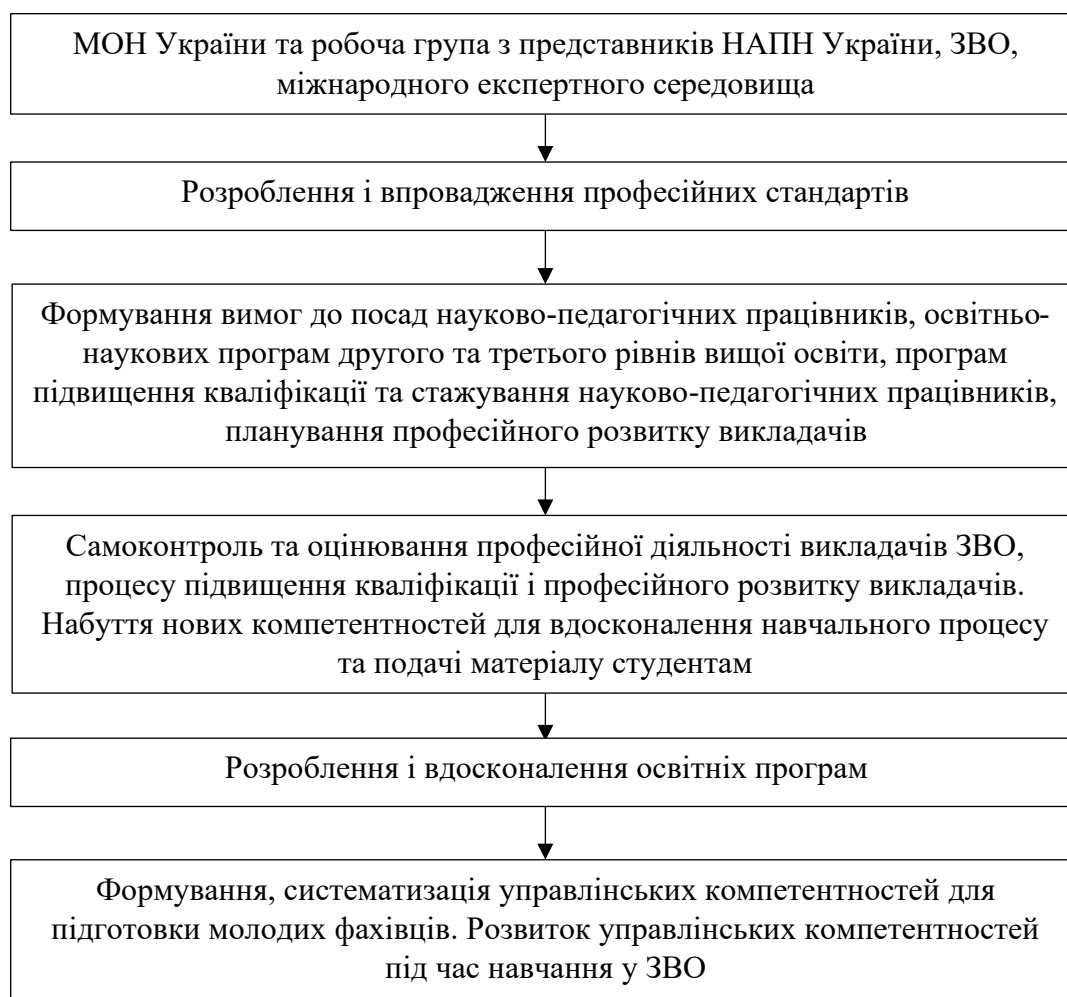 МОН України та робоча група з представників НАПН України, ЗВО,
міжнародного експертного середовища
Розроблення і впровадження професійних стандартів
Формування вимог до посад науково-педагогічних працівників, освітньо-
наукових програм другого та третього рівнів вищої освіти, програм
підвищення кваліфікації та стажування науково-педагогічних працівників,
планування професійного розвитку викладачів
Самоконтроль та оцінювання професійної діяльності викладачів ЗВО,
процесу підвищення кваліфікації і професійного розвитку викладачів.
Набуття нових компетентностей для вдосконалення навчального процесу
та подачі матеріалу студентам
Розроблення і вдосконалення освітніх програм
Формування, систематизація управлінських компетентностей для
підготовки молодих фахівців. Розвиток управлінських компетентностей
під час навчання у ЗВО